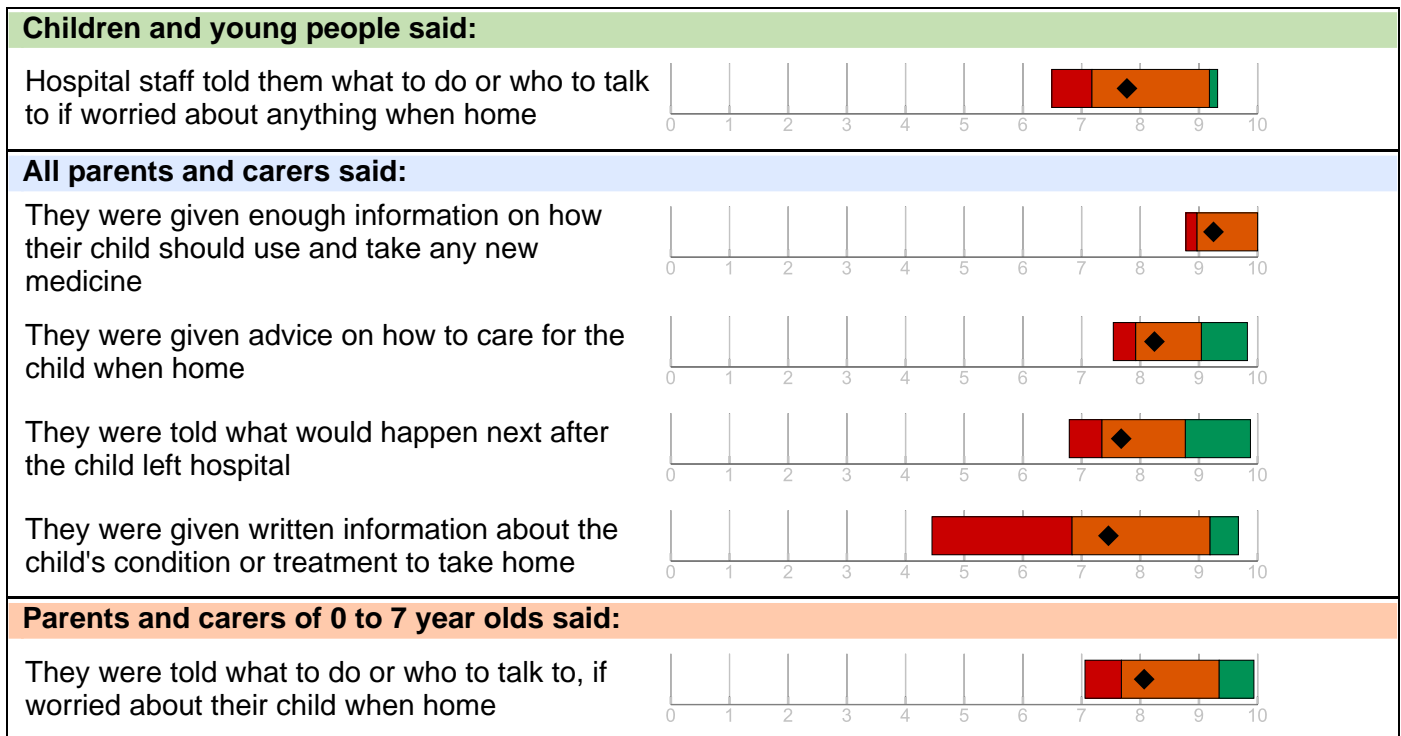 Children and young people said:
Hospital staff told them what to do or who to talk
to if worried about anything when home
0 1 2 3 4 5 6 7 8 9 10
All parents and carers said:
They were given enough information on how
their child should use and take any new
medicine
0 1 2 3 4 5 6 7 8 9 10
They were given advice on how to care for the
child when home
0 1 2 3 4 5 6 7 8 9 10
They were told what would happen next after
the child left hospital
0 1 2 3 4 5 6 7 8 9 10
They were given written information about the
child's condition or treatment to take home
0 1 2 3 4 5 6 7 8 9 10
Parents and carers of 0 to 7 year olds said:
They were told what to do or who to talk to, if
worried about their child when home
0 1 2 3 4 5 6 7 8 9 10